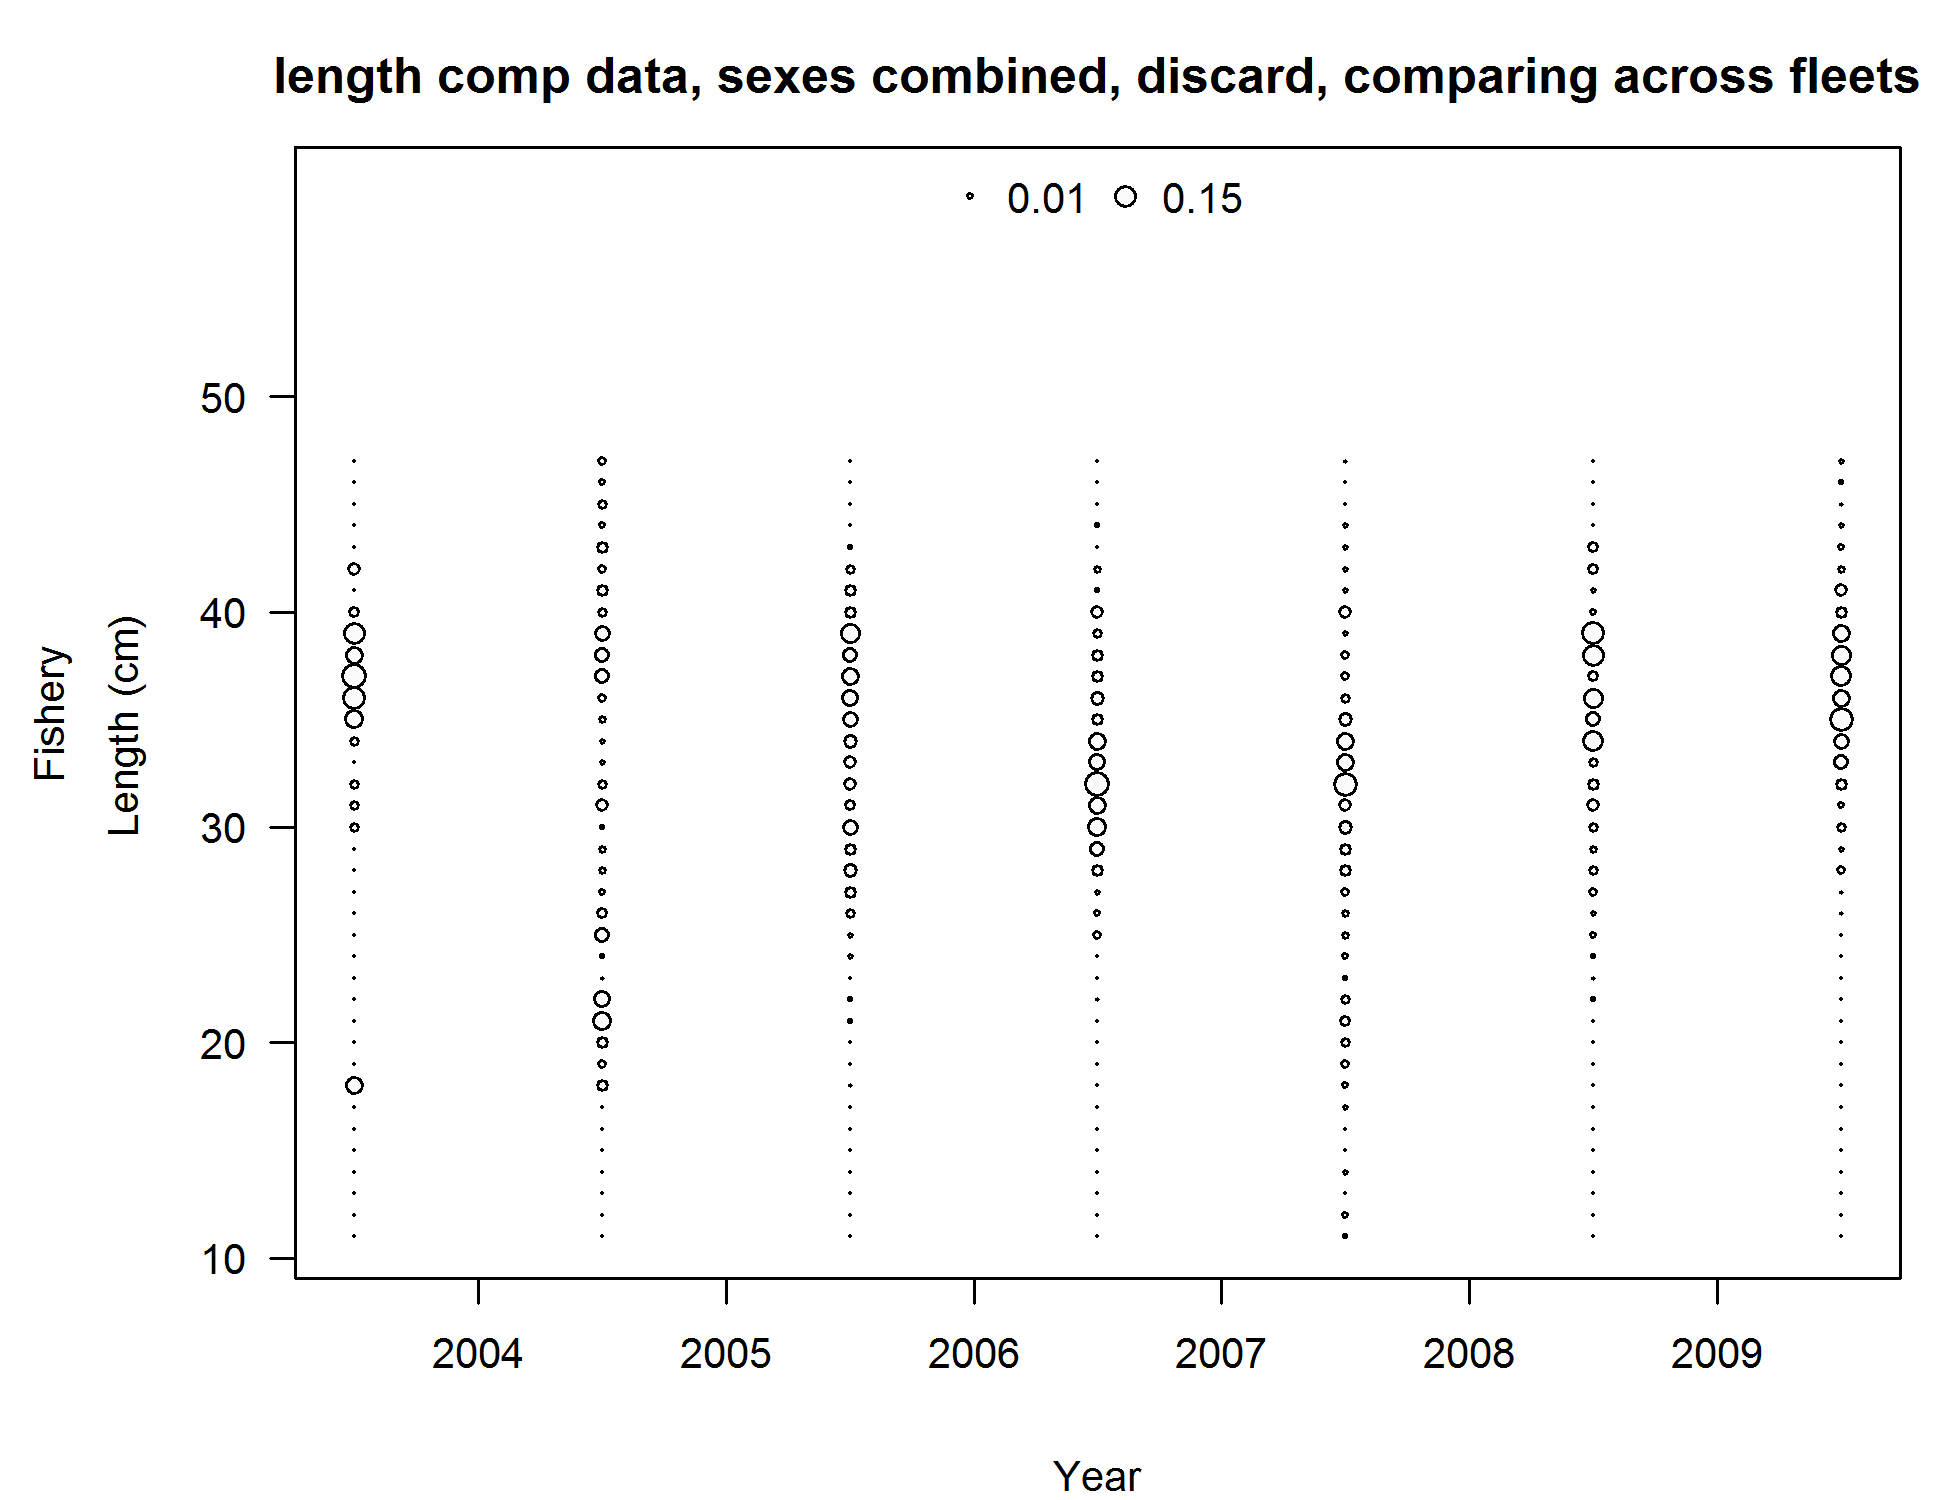 length comp data, sexes combined, discard, comparing across fleets
0.01 0.15
50
40
30
20
10
Fishery
Length (cm)
2004 2005 2006 2007 2008 2009
Year